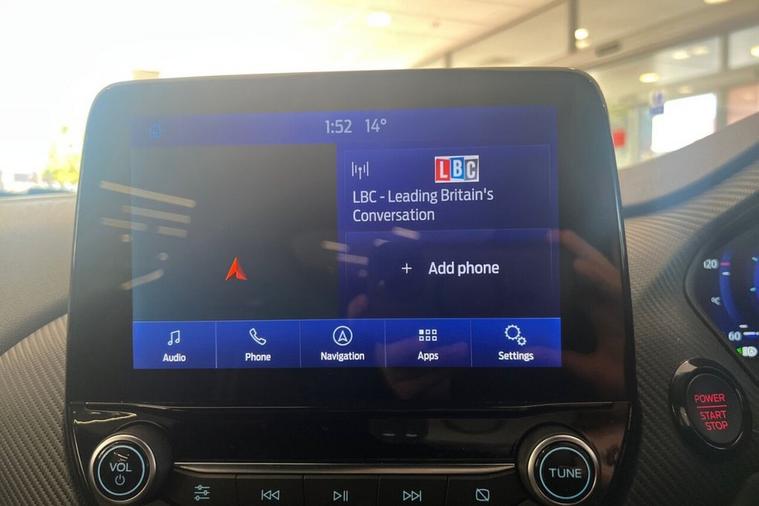 1:52 14°
LBC
LBC - Leading Britain's
Conversation
+ Add phone
Audio Phone Navigation Apps Settings
120
°C
60
POWER
START
STOP
VOL
TUNE